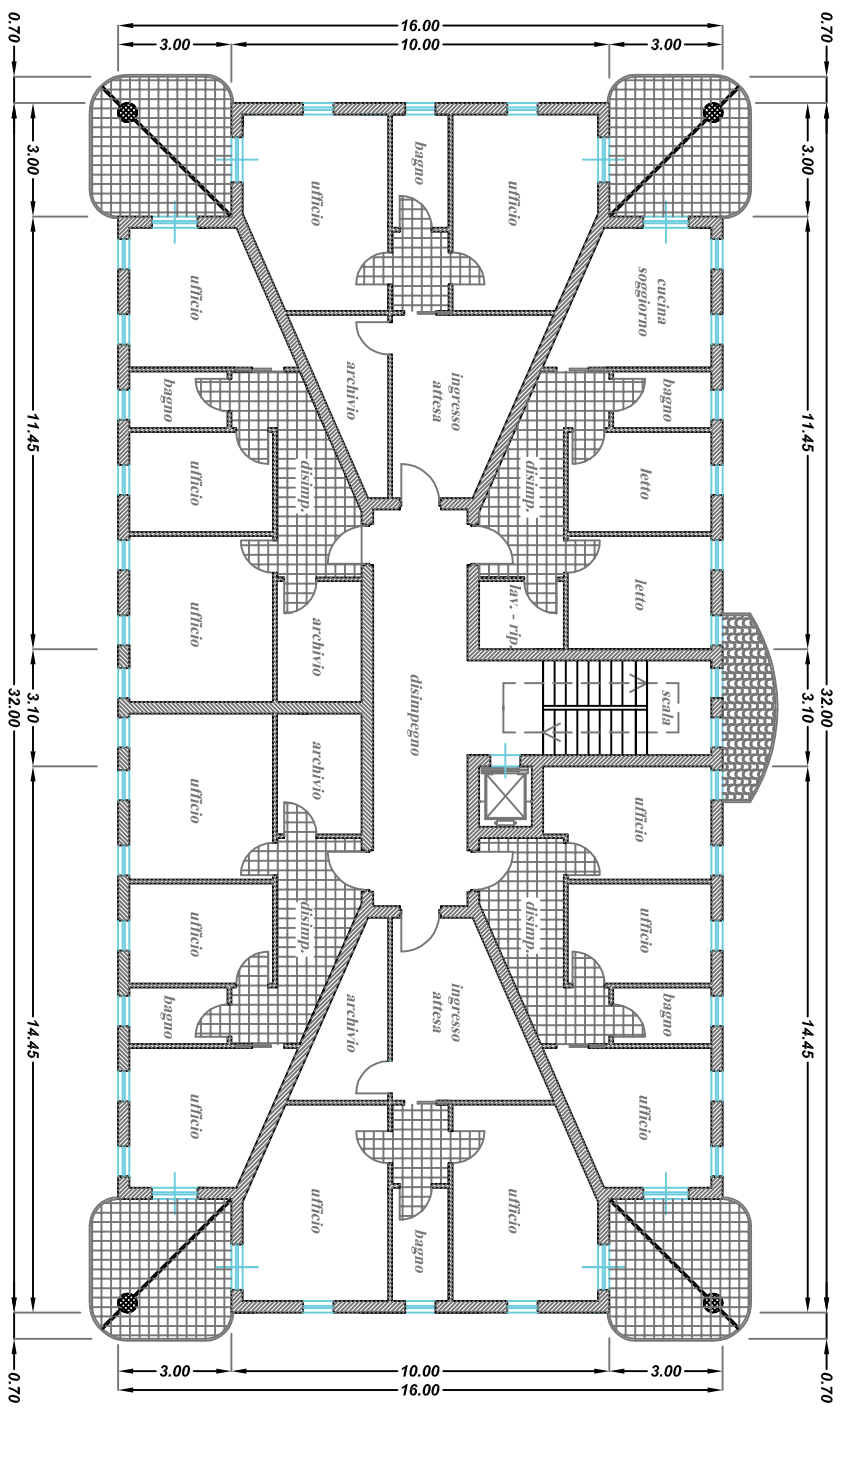 16.00
3.00
10.00
3.00
0.70
0.70
3.00
3.00
bagno
ufficio
ufficio
ufficio
cucina
soggiorno
archivio
ingresso
attesa
bagno
bagno
11.45
11.45
ufficio
disimp.
disimp.
letto
ufficio
archivio
lav. - rip.
letto
32.00
3.10
disimpegno
scala
3.10
32.00
ufficio
archivio
ufficio
ufficio
disimp.
disimp.
ufficio
bagno
archivio
ingresso
attesa
bagno
14.45
14.45
ufficio
ufficio
ufficio
ufficio
bagno
0.70
0.70
3.00
10.00
3.00
16.00